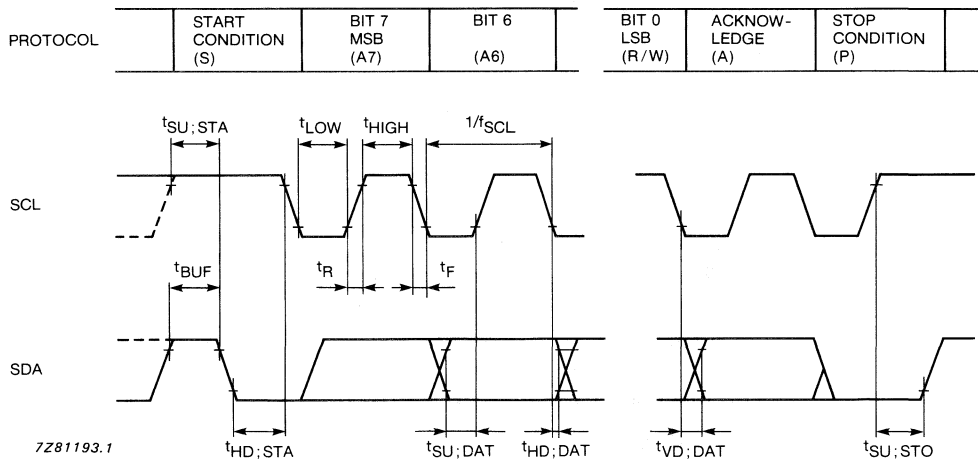 PROTOCOL
START
CONDITION
(S)
BIT 7
MSB
(A7)
BIT 6
(A6)
BIT 0
LSB
(R/W)
ACKNOW-
LEDGE
(A)
STOP
CONDITION
(P)
tSU;STA
tLOW
tHIGH
1/fSCL
SCL
tBUF
tR
tF
SDA
tHD;STA
tSU;DAT
tHD;DAT
tVD;DAT
tSU;STO
7Z81193.1